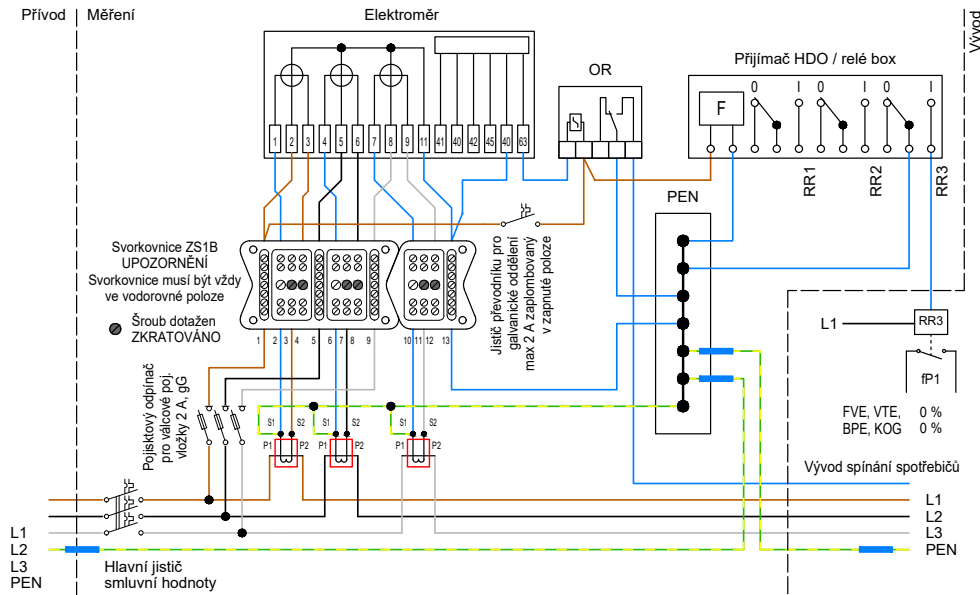 Přívod
Měření
Elektroměr
Vývod
OR
Přijímač HDO / relé box
F
0
I
0
I
0
I
1
2
3
4
5
6
7
8
9
11
41
40
42
45
40
63
RR1
RR2
RR3
PEN
Svorkovnice ZS1B
UPOZORNĚNÍ
Svorkovnice musí být vždy
ve vodorovné poloze
Šroub dotažen
ZKRATOVÁNO
Jistič převodníku pro
galvanické oddělení
max 2 A zaplombovaný
v zapnuté poloze
1
2
3
4
5
6
7
8
9
10
11
12
13
L1
RR3
fP1
FVE, VTE,
0 %
BPE, KOG
0 %
Pojistkový odpínač
pro válcové poj.
vložky 2 A, gG
S1
S2
S1
S2
S1
S2
P1
P2
P1
P2
P1
P2
Vývod spínání spotřebičů
L1
L2
L3
PEN
L1
L2
L3
PEN
Hlavní jistič
smluvní hodnoty